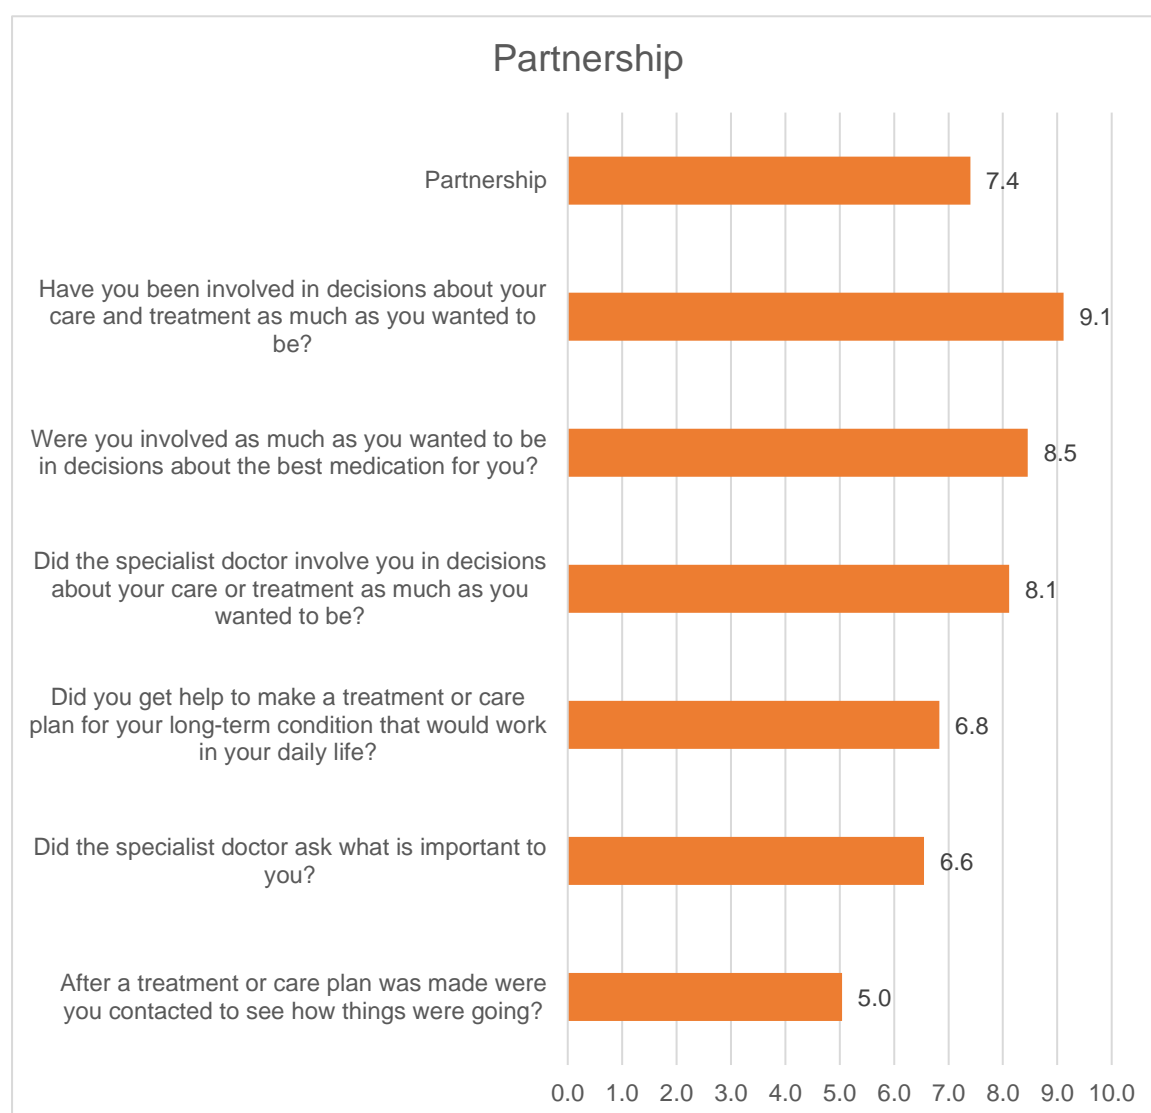 Partnership
Partnership
7.4
Have you been involved in decisions about your
care and treatment as much as you wanted to
be?
9.1
Were you involved as much as you wanted to be
in decisions about the best medication for you?
8.5
Did the specialist doctor involve you in decisions
about your care or treatment as much as you
wanted to be?
8.1
Did you get help to make a treatment or care
plan for your long-term condition that would work
in your daily life?
6.8
Did the specialist doctor ask what is important to
you?
6.6
After a treatment or care plan was made were
you contacted to see how things were going?
5.0
0.0 1.0 2.0 3.0 4.0 5.0 6.0 7.0 8.0 9.0 10.0